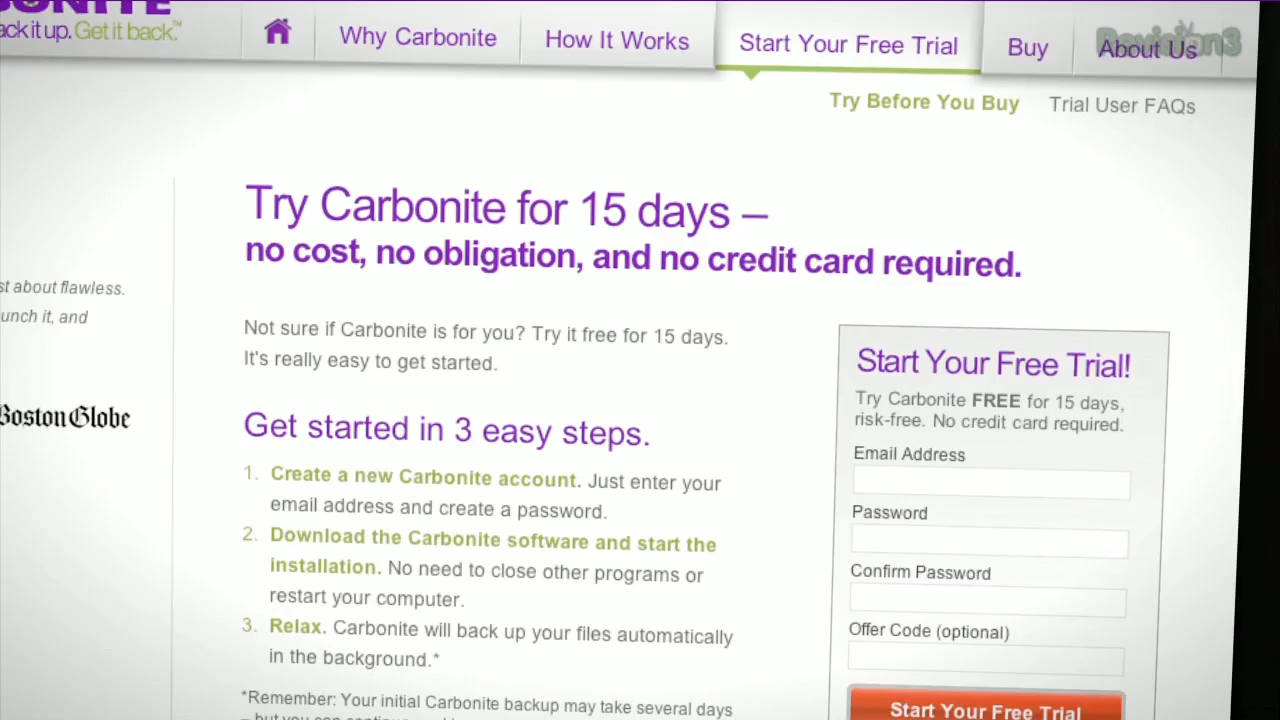 BONITE
ack it up. Get it back.™
Why Carbonite
How It Works
Start Your Free Trial
Buy
About Us
Revision3
Try Before You Buy
Trial User FAQs
Try Carbonite for 15 days –
no cost, no obligation, and no credit card required.
st about flawless.
unch it, and
Boston Globe
Not sure if Carbonite is for you? Try it free for 15 days.
It's really easy to get started.
Get started in 3 easy steps.
1. Create a new Carbonite account. Just enter your
email address and create a password.
2. Download the Carbonite software and start the
installation. No need to close other programs or
restart your computer.
3. Relax. Carbonite will back up your files automatically
in the background.*
*Remember: Your initial Carbonite backup may take several days
– but you can continue
Start Your Free Trial!
Try Carbonite FREE for 15 days,
risk-free. No credit card required.
Email Address
Password
Confirm Password
Offer Code (optional)
Start Your Free Trial